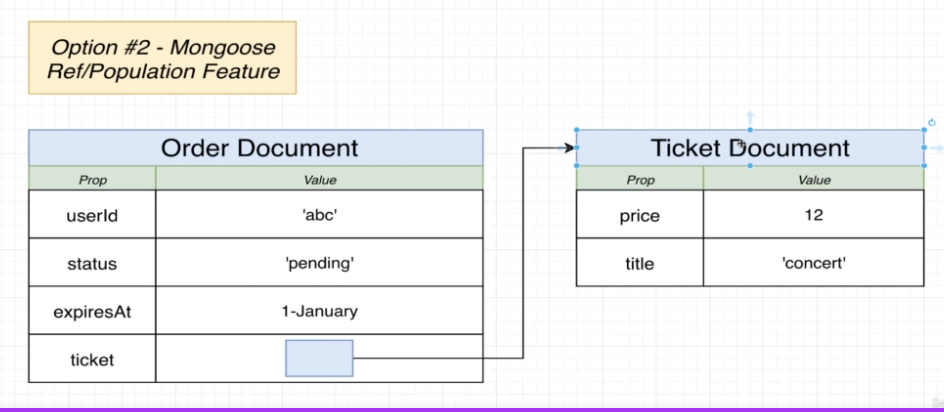 Option #2 - Mongoose
Ref/Population Feature
Order Document
Prop Value
userId 'abc'
status 'pending'
expiresAt 1-January
ticket
Ticket Document
Prop Value
price 12
title 'concert'